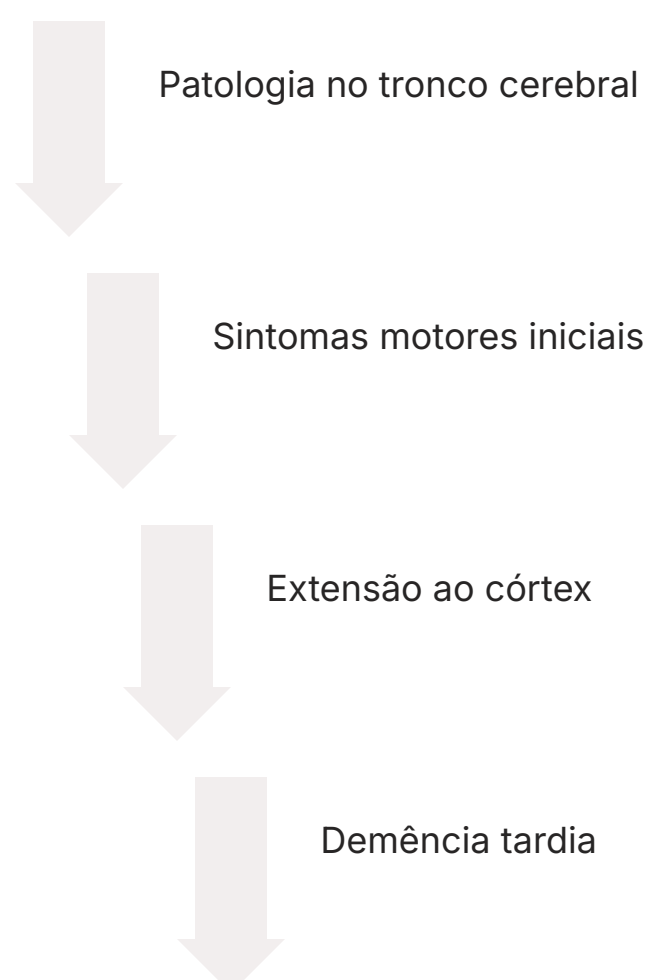 Patologia no tronco cerebral
Sintomas motores iniciais
Extensão ao córtex
Demência tardia